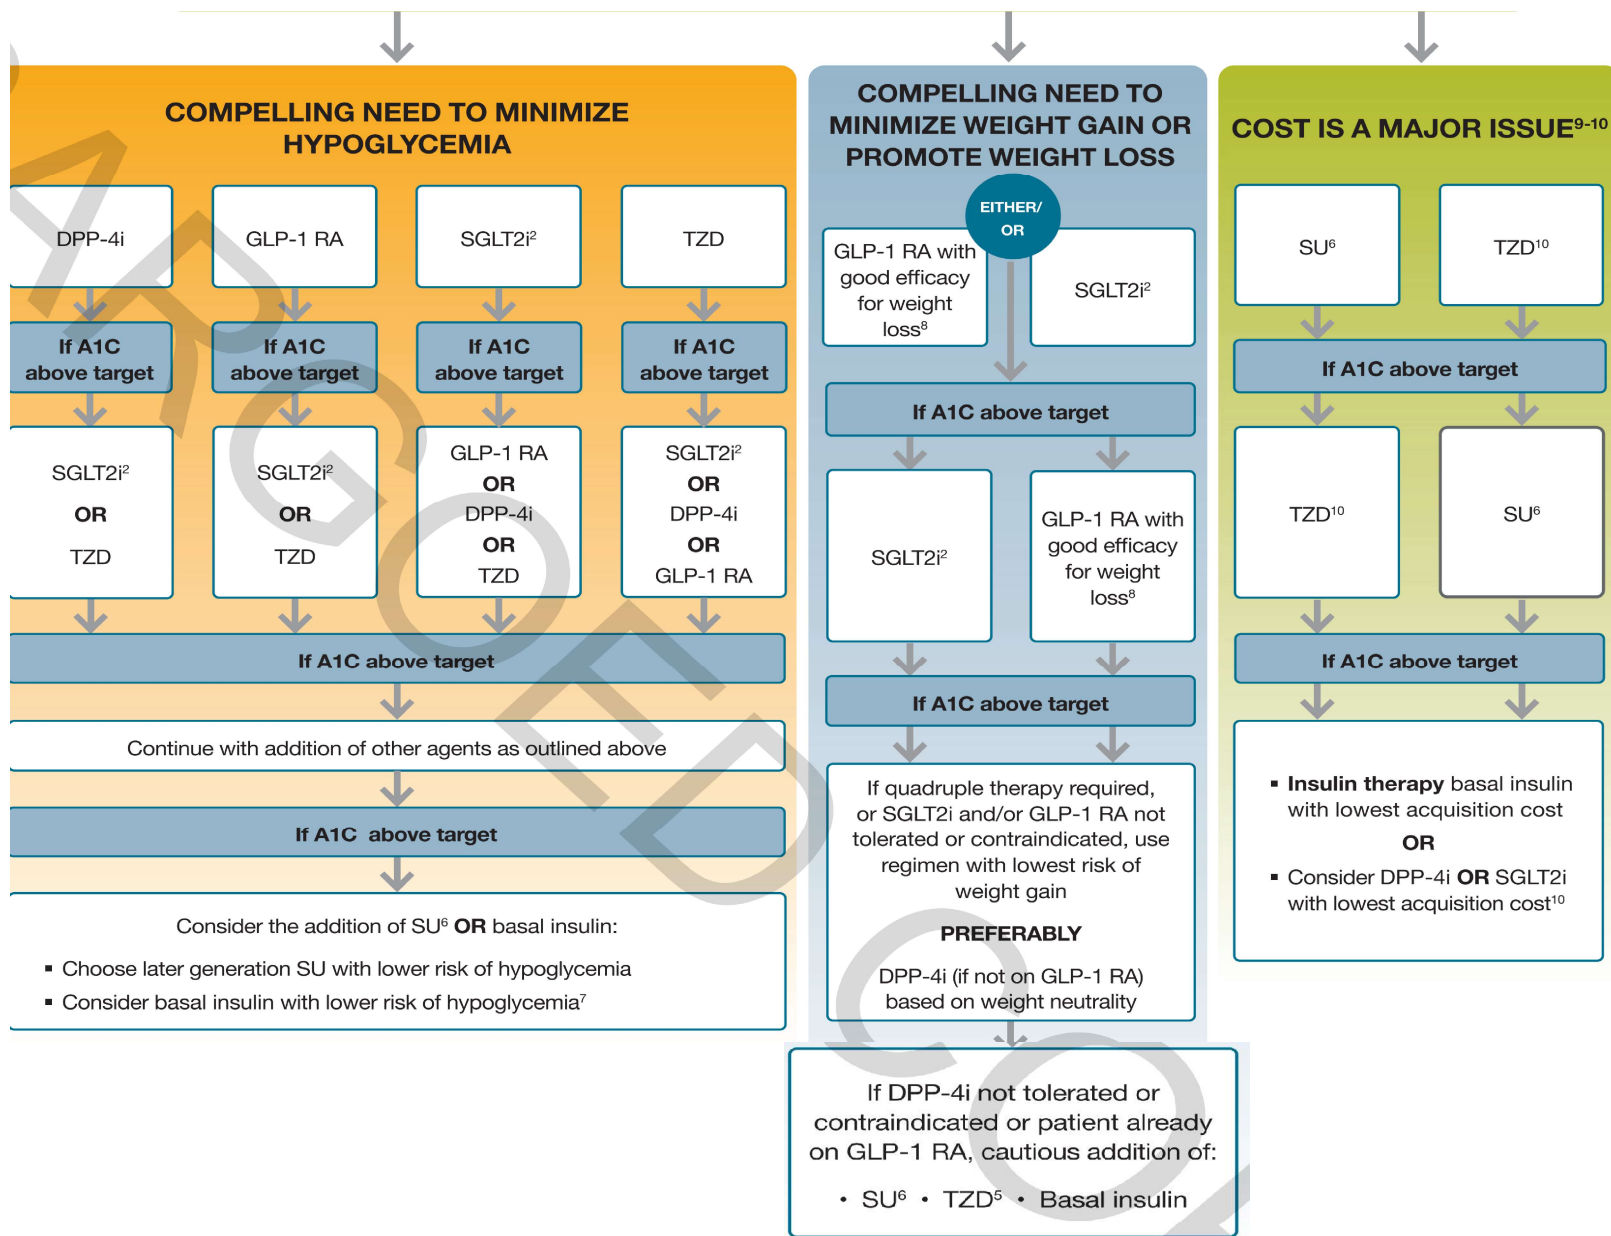 COMPELLING NEED TO MINIMIZE
HYPOGLYCEMIA
DPP-4i
GLP-1 RA
SGLT2i²
TZD
If A1C
above target
If A1C
above target
If A1C
above target
If A1C
above target
SGLT2i²
OR
TZD
SGLT2i²
OR
TZD
GLP-1 RA
OR
DPP-4i
OR
TZD
SGLT2i²
OR
DPP-4i
OR
GLP-1 RA
If A1C above target
Continue with addition of other agents as outlined above
If A1C above target
Consider the addition of SU⁶ OR basal insulin:
▪ Choose later generation SU with lower risk of hypoglycemia
▪ Consider basal insulin with lower risk of hypoglycemia⁷
COMPELLING NEED TO
MINIMIZE WEIGHT GAIN OR
PROMOTE WEIGHT LOSS
EITHER/
OR
GLP-1 RA with
good efficacy
for weight
loss⁸
SGLT2i²
If A1C above target
SGLT2i²
GLP-1 RA with
good efficacy
for weight
loss⁸
If A1C above target
If quadruple therapy required,
or SGLT2i and/or GLP-1 RA not
tolerated or contraindicated, use
regimen with lowest risk of
weight gain
PREFERABLY
DPP-4i (if not on GLP-1 RA)
based on weight neutrality
If DPP-4i not tolerated or
contraindicated or patient already
on GLP-1 RA, cautious addition of:
• SU⁶ • TZD⁵ • Basal insulin
COST IS A MAJOR ISSUE⁹⁻¹⁰
SU⁶
TZD¹⁰
If A1C above target
TZD¹⁰
SU⁶
If A1C above target
▪ Insulin therapy basal insulin
with lowest acquisition cost
OR
▪ Consider DPP-4i OR SGLT2i
with lowest acquisition cost¹⁰